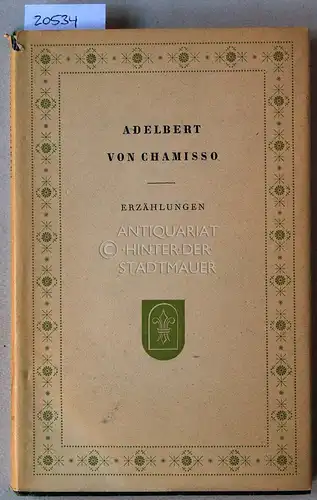 20534
ADELBERT
VON CHAMISSO
ERZÄHLUNGEN
ANTIQUARIAT
© HINTER·DER·
STADTMAUER